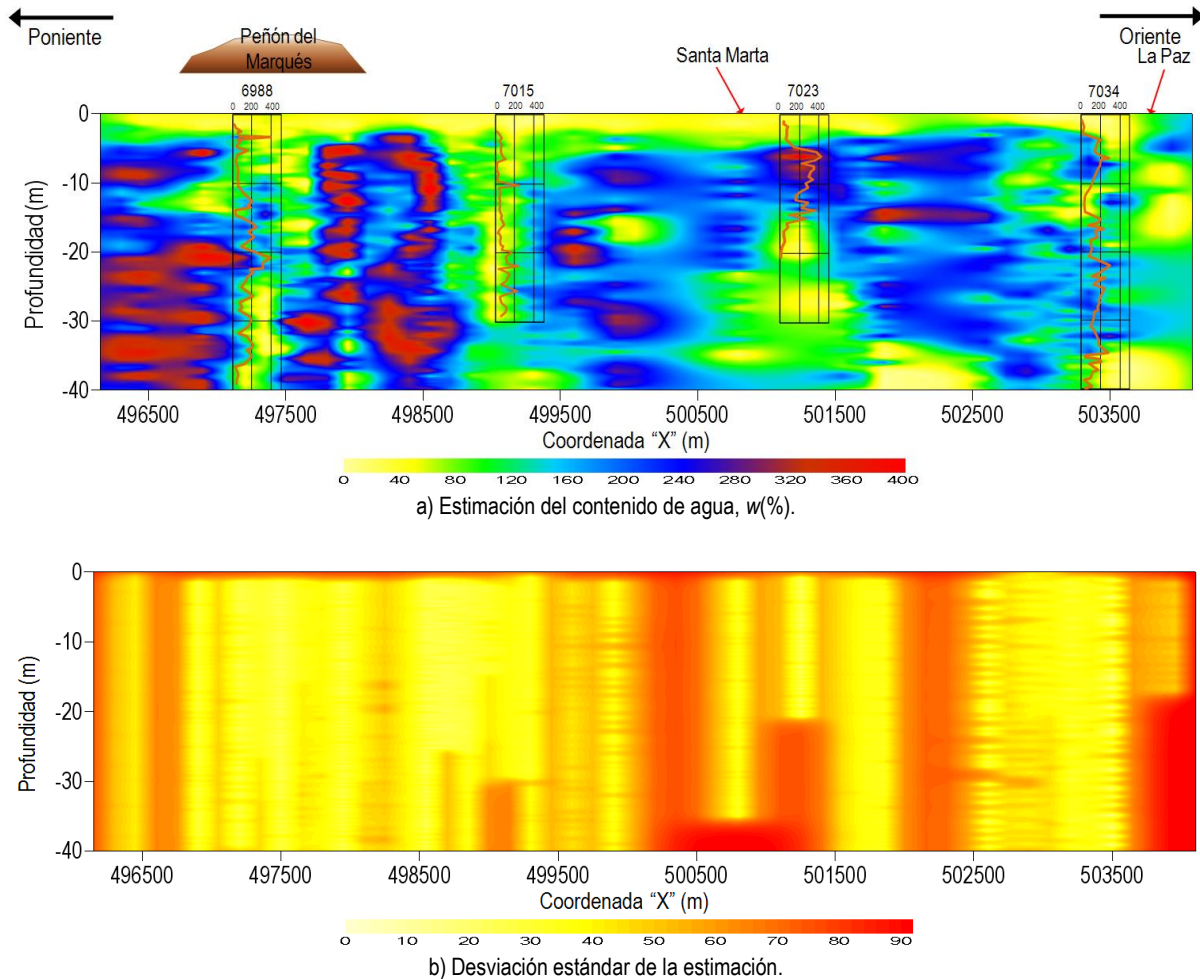 Poniente
Peñón del
Marqués
Santa Marta
Oriente
La Paz
6988
7015
7023
7034
0 200 400
0 200 400
0 200 400
0 200 400
0
-10
-20
-30
-40
Profundidad (m)
496500 497500 498500 499500 500500 501500 502500 503500
Coordenada “X” (m)
0 40 80 120 160 200 240 280 320 360 400
a) Estimación del contenido de agua, w(%).
0
-10
-20
-30
-40
Profundidad (m)
496500 497500 498500 499500 500500 501500 502500 503500
Coordenada “X” (m)
0 10 20 30 40 50 60 70 80 90
b) Desviación estándar de la estimación.